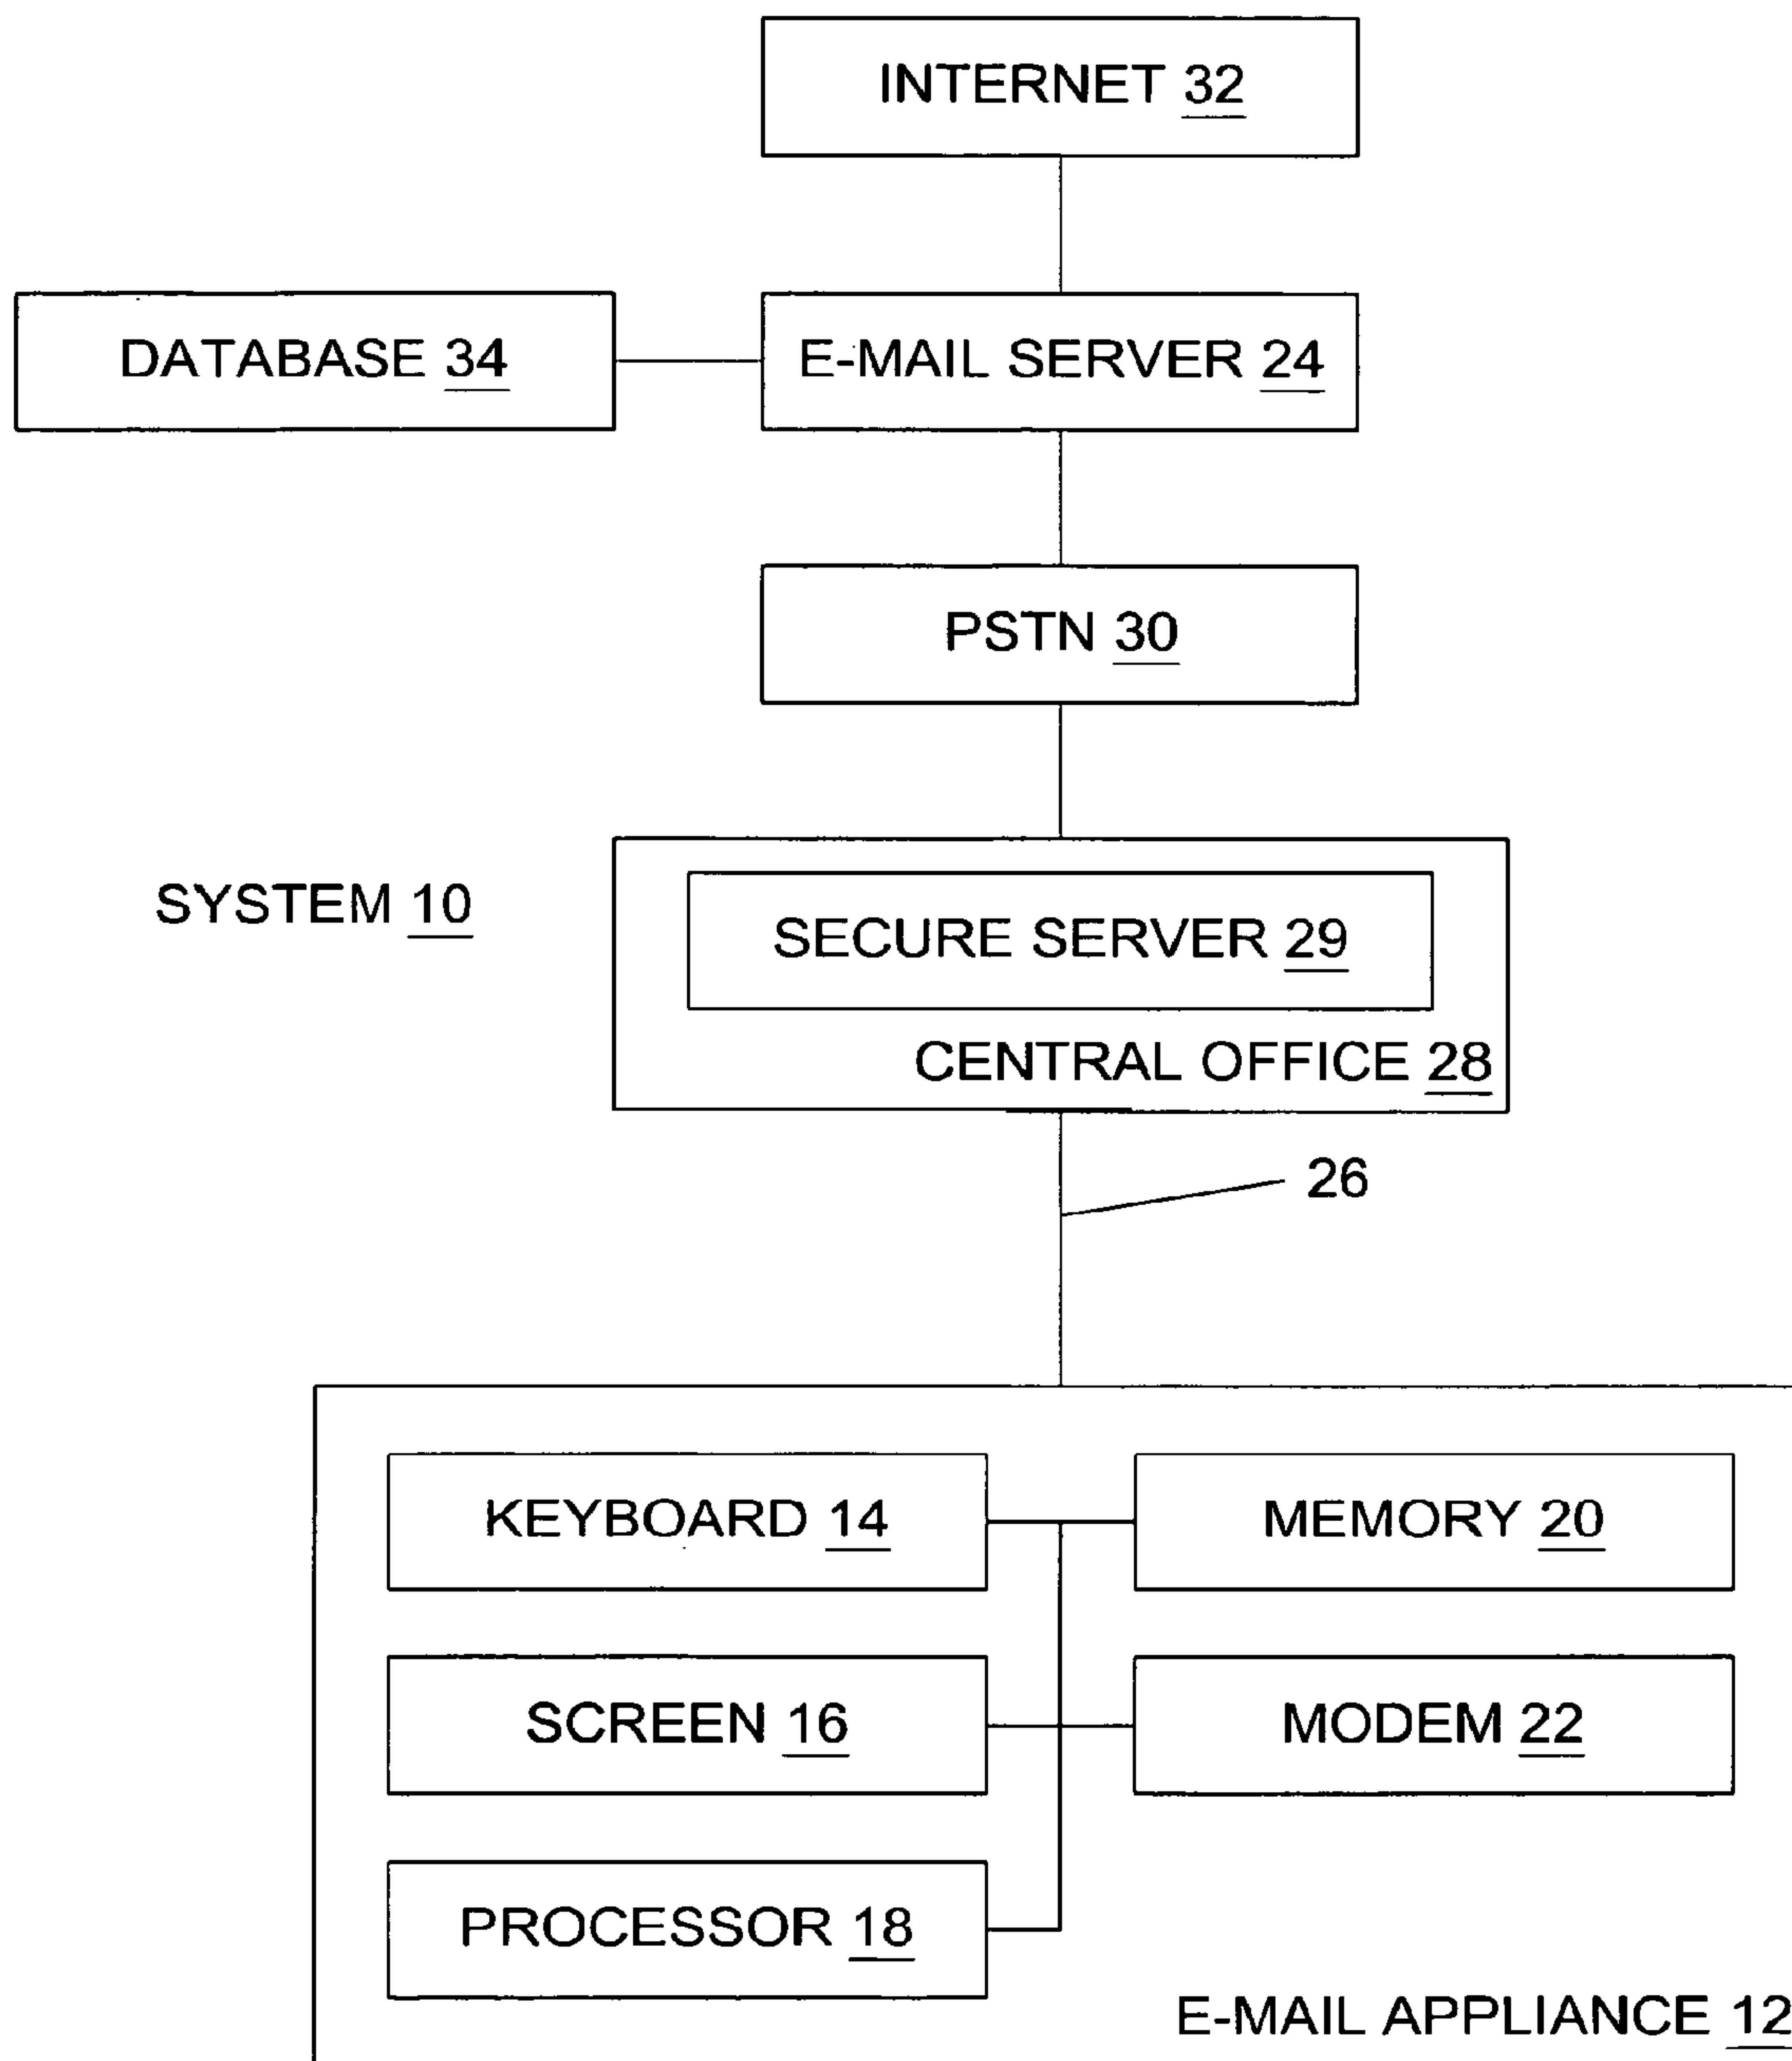 INTERNET 32
DATABASE 34
E-MAIL SERVER 24
PSTN 30
SYSTEM 10
SECURE SERVER 29
CENTRAL OFFICE 28
26
KEYBOARD 14
MEMORY 20
SCREEN 16
MODEM 22
PROCESSOR 18
E-MAIL APPLIANCE 12